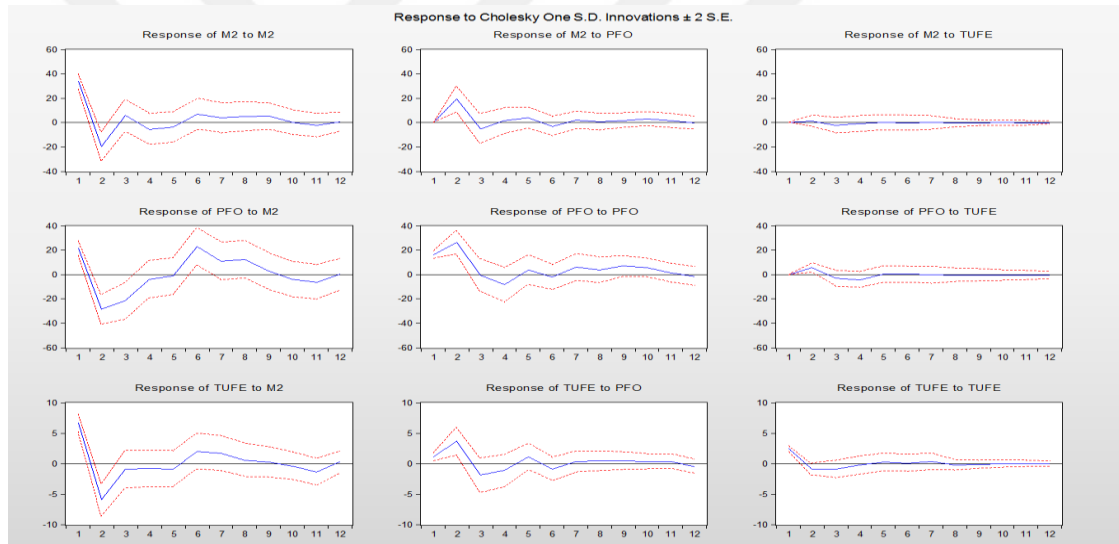 Response to Cholesky One S.D. Innovations ± 2 S.E.
Response of M2 to M2
60
40
20
0
-20
-40
1 2 3 4 5 6 7 8 9 10 11 12
Response of M2 to PFO
60
40
20
0
-20
-40
1 2 3 4 5 6 7 8 9 10 11 12
Response of M2 to TUFE
60
40
20
0
-20
-40
1 2 3 4 5 6 7 8 9 10 11 12
Response of PFO to M2
40
20
0
-20
-40
-60
1 2 3 4 5 6 7 8 9 10 11 12
Response of PFO to PFO
40
20
0
-20
-40
-60
1 2 3 4 5 6 7 8 9 10 11 12
Response of PFO to TUFE
40
20
0
-20
-40
-60
1 2 3 4 5 6 7 8 9 10 11 12
Response of TUFE to M2
10
5
0
-5
-10
1 2 3 4 5 6 7 8 9 10 11 12
Response of TUFE to PFO
10
5
0
-5
-10
1 2 3 4 5 6 7 8 9 10 11 12
Response of TUFE to TUFE
10
5
0
-5
-10
1 2 3 4 5 6 7 8 9 10 11 12